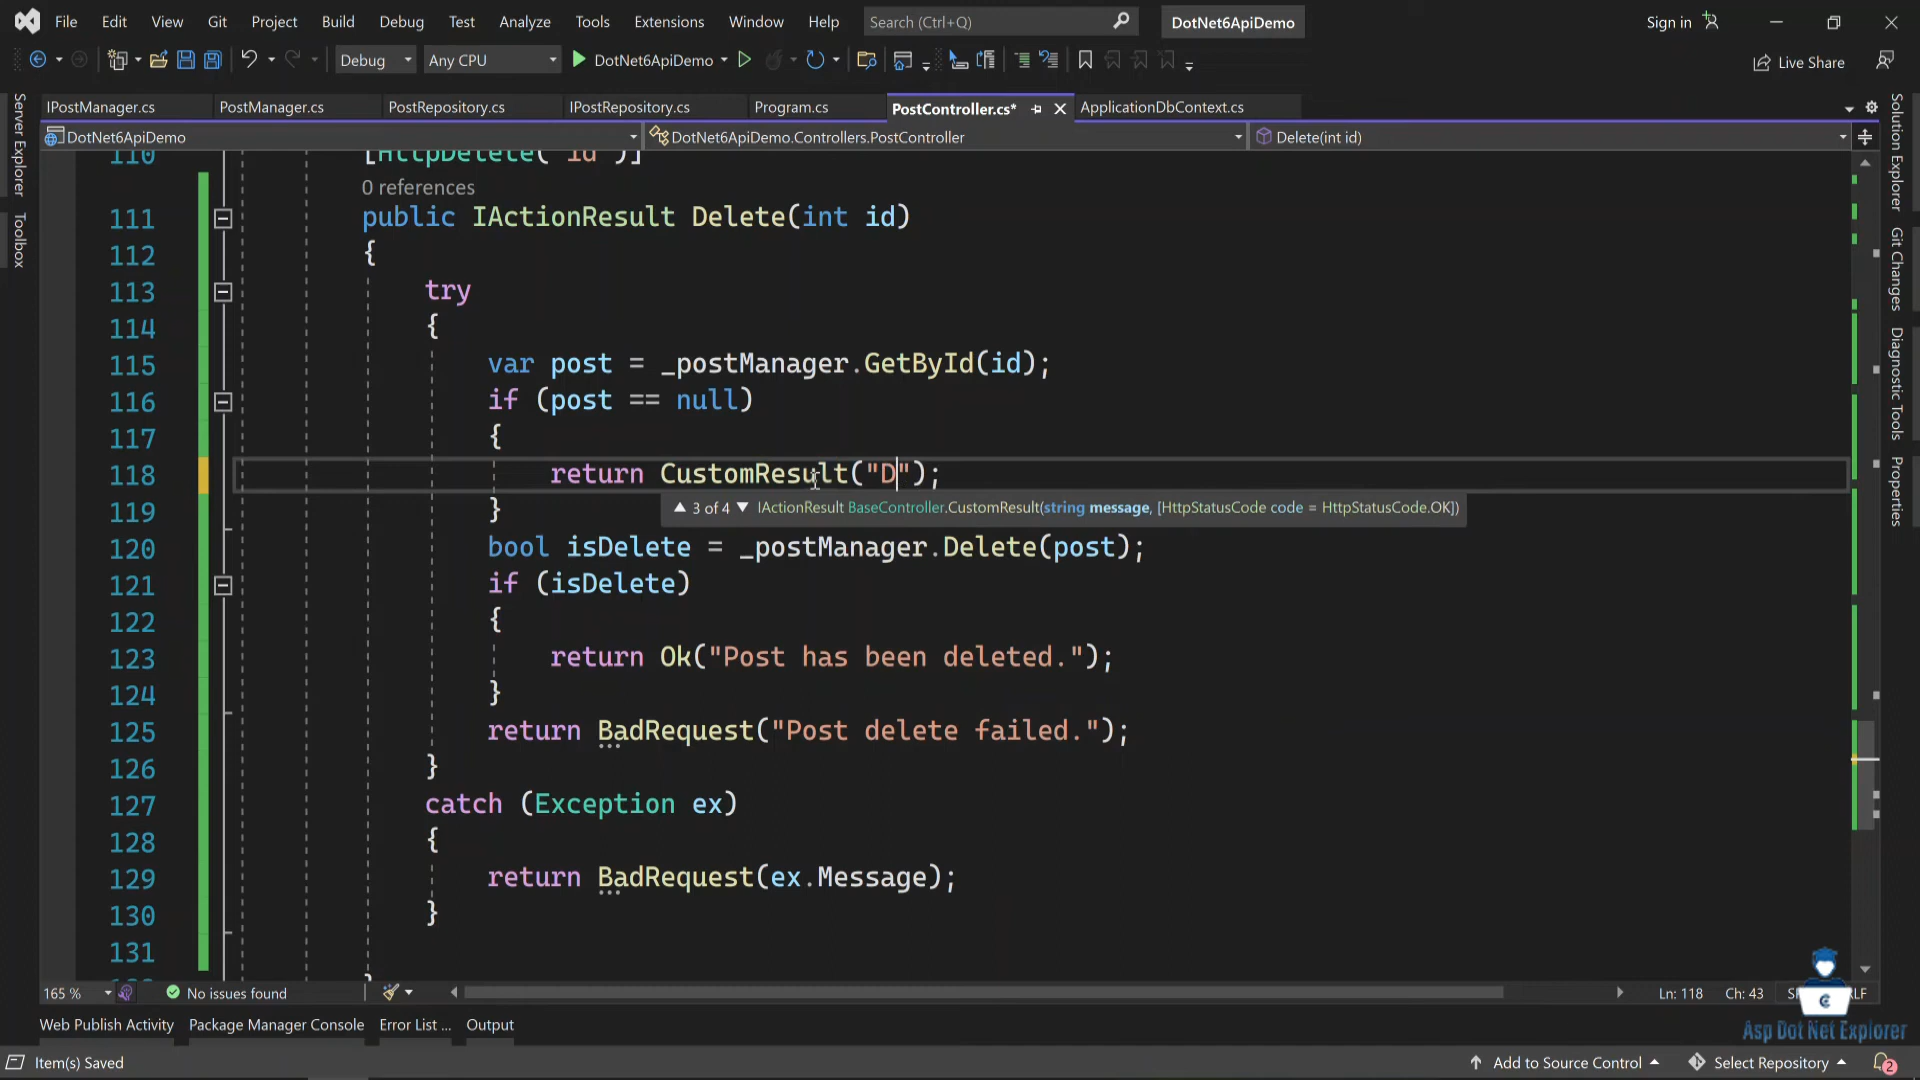 File Edit View Git Project Build Debug Test Analyze Tools Extensions Window Help Search (Ctrl+Q) DotNet6ApiDemo Sign in
Debug Any CPU DotNet6ApiDemo Live Share
IPostManager.cs PostManager.cs PostRepository.cs IPostRepository.cs Program.cs PostController.cs* ApplicationDbContext.cs
DotNet6ApiDemo DotNet6ApiDemo.Controllers.PostController Delete(int id)
Server Explorer
Toolbox
Solution Explorer
Git Changes
Diagnostic Tools
Properties
110 [HttpDelete("id")]
0 references
111 public IActionResult Delete(int id)
112 {
113 try
114 {
115 var post = _postManager.GetById(id);
116 if (post == null)
117 {
118 return CustomResult("D");
3 of 4 IActionResult BaseController.CustomResult(string message, [HttpStatusCode code = HttpStatusCode.OK])
119 }
120 bool isDelete = _postManager.Delete(post);
121 if (isDelete)
122 {
123 return Ok("Post has been deleted.");
124 }
125 return BadRequest("Post delete failed.");
126 }
127 catch (Exception ex)
128 {
129 return BadRequest(ex.Message);
130 }
131
}
165 % No issues found Ln: 118 Ch: 43
Asp Dot Net Explorer
Web Publish Activity Package Manager Console Error List ... Output
Item(s) Saved Add to Source Control Select Repository 2